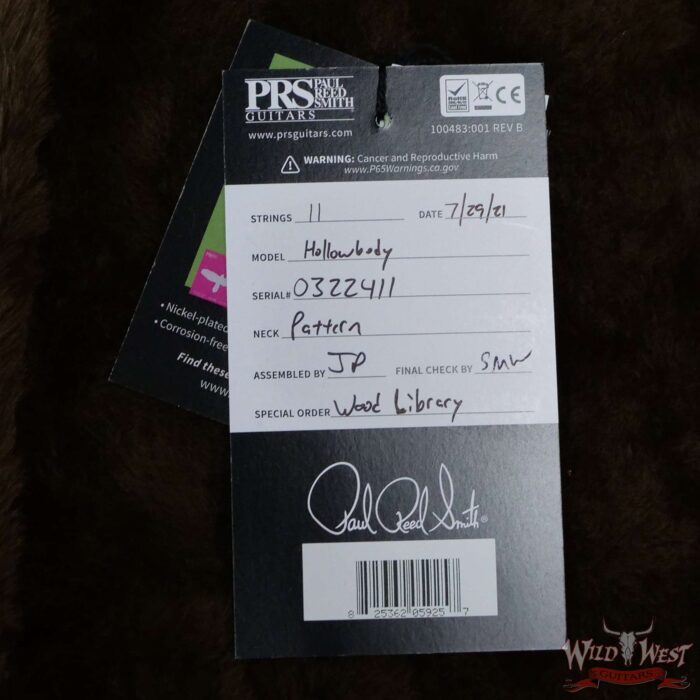 PRS PAUL REED SMITH
GUITARS
www.prsguitars.com
RoHS
CE
100483:001 REV B
WARNING: Cancer and Reproductive Harm
www.P65Warnings.ca.gov
STRINGS 11 DATE 7/29/21
MODEL Hollowbody
SERIAL# 0322411
NECK Pattern
ASSEMBLED BY JP FINAL CHECK BY SMW
SPECIAL ORDER Wood Library
Paul Reed Smith®
8 25362 05925 7
• Nickel-plated
• Corrosion-free
Find these
www.
WILD WEST
GUITARS